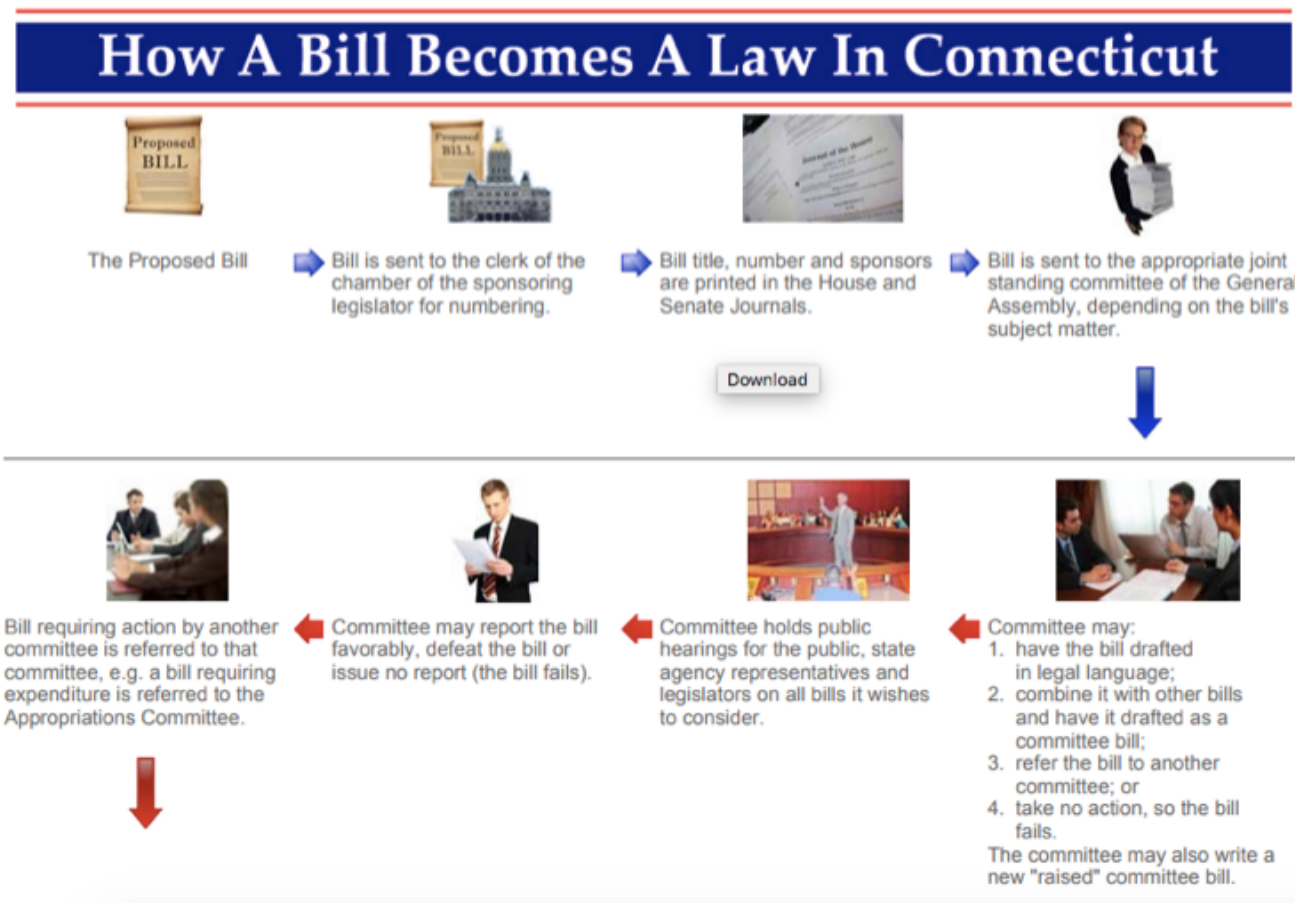 How A Bill Becomes A Law In Connecticut
Proposed
BILL
Proposed
BILL
Journal of the House
The Proposed Bill
Bill is sent to the clerk of the
chamber of the sponsoring
legislator for numbering.
Bill title, number and sponsors
are printed in the House and
Senate Journals.
Bill is sent to the appropriate joint
standing committee of the General
Assembly, depending on the bill's
subject matter.
Download
Bill requiring action by another
committee is referred to that
committee, e.g. a bill requiring
expenditure is referred to the
Appropriations Committee.
Committee may report the bill
favorably, defeat the bill or
issue no report (the bill fails).
Committee holds public
hearings for the public, state
agency representatives and
legislators on all bills it wishes
to consider.
Committee may:
1. have the bill drafted
in legal language;
2. combine it with other bills
and have it drafted as a
committee bill;
3. refer the bill to another
committee; or
4. take no action, so the bill
fails.
The committee may also write a
new "raised" committee bill.